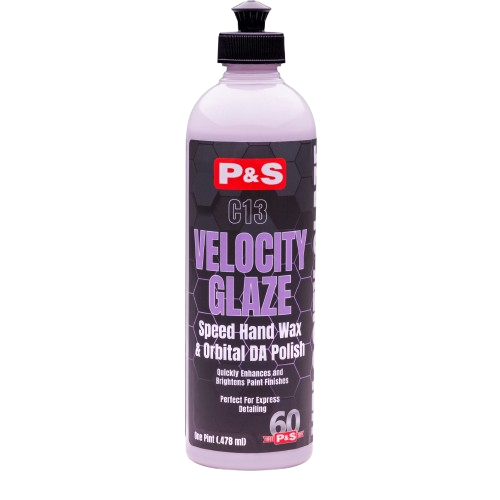 P&S
C13
VELOCITY
GLAZE
Speed Hand Wax
& Orbital DA Polish
Quickly Enhances and
Brightens Paint Finishes
Perfect For Express
Detailing
60
P&S
One Pint (.478 ml)